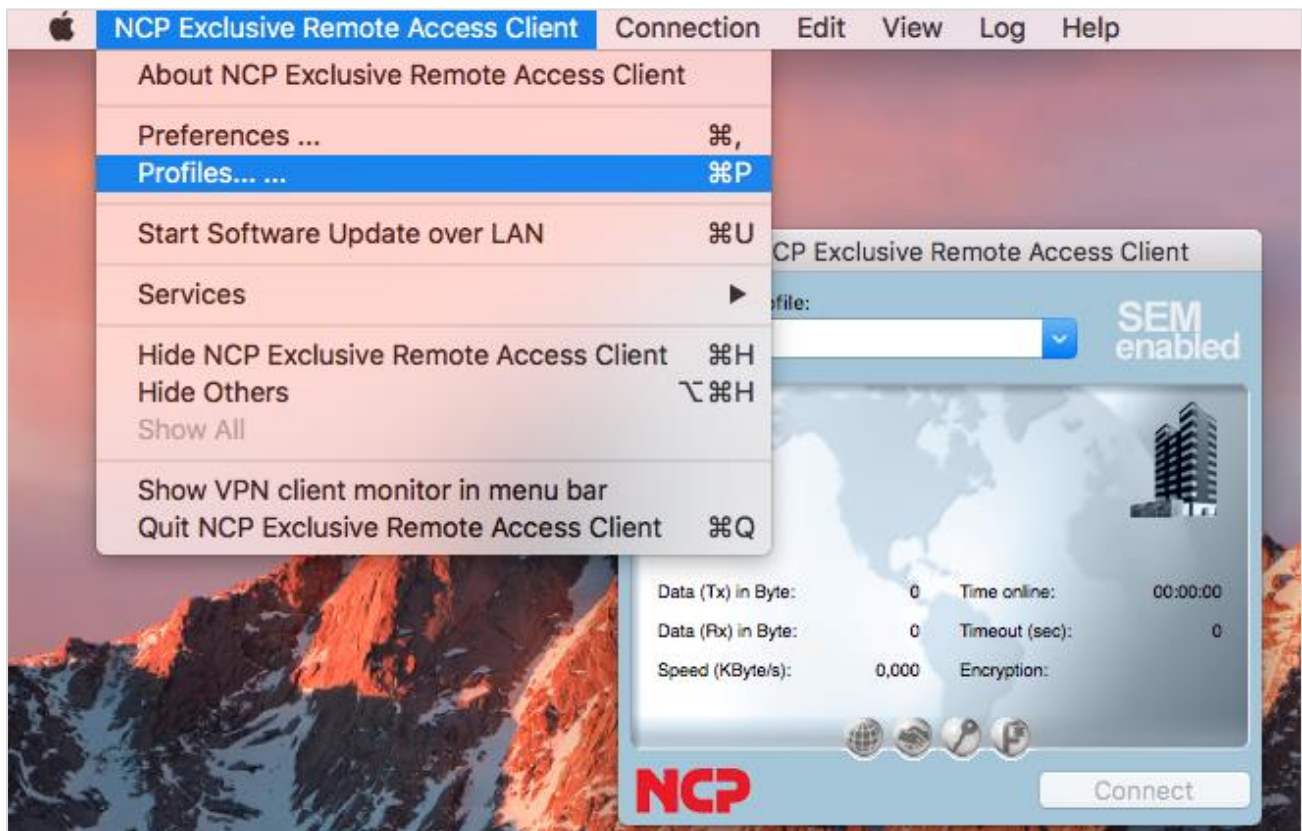 NCP Exclusive Remote Access Client Connection Edit View Log Help
About NCP Exclusive Remote Access Client
Preferences ... ⌘,
Profiles... ... ⌘P
Start Software Update over LAN ⌘U
Services ▶
Hide NCP Exclusive Remote Access Client ⌘H
Hide Others ⌥⌘H
Show All
Show VPN client monitor in menu bar
Quit NCP Exclusive Remote Access Client ⌘Q
CP Exclusive Remote Access Client
ofile:
SEM
enabled
Data (Tx) in Byte: 0 Time online: 00:00:00
Data (Rx) in Byte: 0 Timeout (sec): 0
Speed (KByte/s): 0,000 Encryption:
NCP
Connect